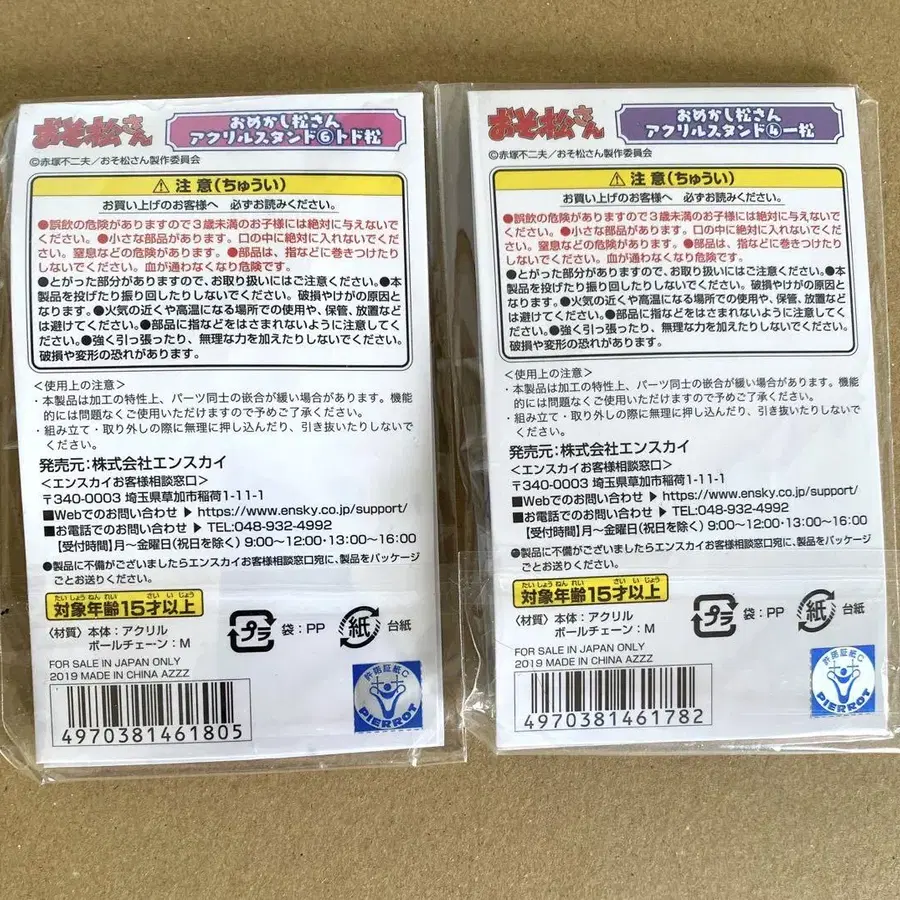 おそ松さん
おめかし松さん
アクリルスタンド⑥トド松
©赤塚不二夫／おそ松さん製作委員会
⚠ 注意（ちゅうい）
お買い上げのお客様へ 必ずお読みください。
●誤飲の危険がありますので３歳未満のお子様には絶対に与えないで
ください。●小さな部品があります。口の中に絶対に入れないでくだ
さい。窒息などの危険があります。●部品は、指などに巻きつけたり
しないでください。血が通わなくなり危険です。
●とがった部分がありますので、お取り扱いにはご注意ください。●本
製品を投げたり振り回したりしないでください。破損やけがの原因と
なります。●火気の近くや高温になる場所での使用や、保管、放置など
は避けてください。●部品に指などをはさまれないように注意してく
ださい。●強く引っ張ったり、無理な力を加えたりしないでください。
破損や変形の恐れがあります。
＜使用上の注意＞
・本製品は加工の特性上、パーツ同士の嵌合が緩い場合があります。機能
的には問題なくご使用いただけますので予めご了承ください。
・組み立て・取り外しの際に無理に押し込んだり、引き抜いたりしないで
ください。
発売元：株式会社エンスカイ
＜エンスカイお客様相談窓口＞
〒340-0003 埼玉県草加市稲荷1-11-1
■Webでのお問い合わせ ▶ https://www.ensky.co.jp/support/
■お電話でのお問い合わせ ▶ TEL:048-932-4992
【受付時間】月～金曜日（祝日を除く）9:00～12:00・13:00～16:00
●製品に不備がございましたらエンスカイお客様相談窓口宛に、製品をパッケージ
ごとお送りください。
たいしょうねんれい さいいじょう
対象年齢15才以上
〈材質〉本体：アクリル
ボールチェーン：M
プラ 袋：PP
紙 台紙
FOR SALE IN JAPAN ONLY
2019 MADE IN CHINA AZZZ
4970381461805
許諾証紙C
PIERROT
おそ松さん
おめかし松さん
アクリルスタンド④一松
©赤塚不二夫／おそ松さん製作委員会
⚠ 注意（ちゅうい）
お買い上げのお客様へ 必ずお読みください。
●誤飲の危険がありますので３歳未満のお子様には絶対に与えないで
ください。●小さな部品があります。口の中に絶対に入れないでくだ
さい。窒息などの危険があります。●部品は、指などに巻きつけたり
しないでください。血が通わなくなり危険です。
●とがった部分がありますので、お取り扱いにはご注意ください。●本
製品を投げたり振り回したりしないでください。破損やけがの原因と
なります。●火気の近くや高温になる場所での使用や、保管、放置など
は避けてください。●部品に指などをはさまれないように注意してく
ださい。●強く引っ張ったり、無理な力を加えたりしないでください。
破損や変形の恐れがあります。
＜使用上の注意＞
・本製品は加工の特性上、パーツ同士の嵌合が緩い場合があります。機能
的には問題なくご使用いただけますので予めご了承ください。
・組み立て・取り外しの際に無理に押し込んだり、引き抜いたりしないで
ください。
発売元：株式会社エンスカイ
＜エンスカイお客様相談窓口＞
〒340-0003 埼玉県草加市稲荷1-11-1
■Webでのお問い合わせ ▶ https://www.ensky.co.jp/support/
■お電話でのお問い合わせ ▶ TEL:048-932-4992
【受付時間】月～金曜日（祝日を除く）9:00～12:00・13:00～16:00
●製品に不備がございましたらエンスカイお客様相談窓口宛に、製品をパッケージ
ごとお送りください。
たいしょうねんれい さいいじょう
対象年齢15才以上
〈材質〉本体：アクリル
ボールチェーン：M
プラ 袋：PP
紙 台紙
FOR SALE IN JAPAN ONLY
2019 MADE IN CHINA AZZZ
4970381461782
許諾証紙C
PIERROT